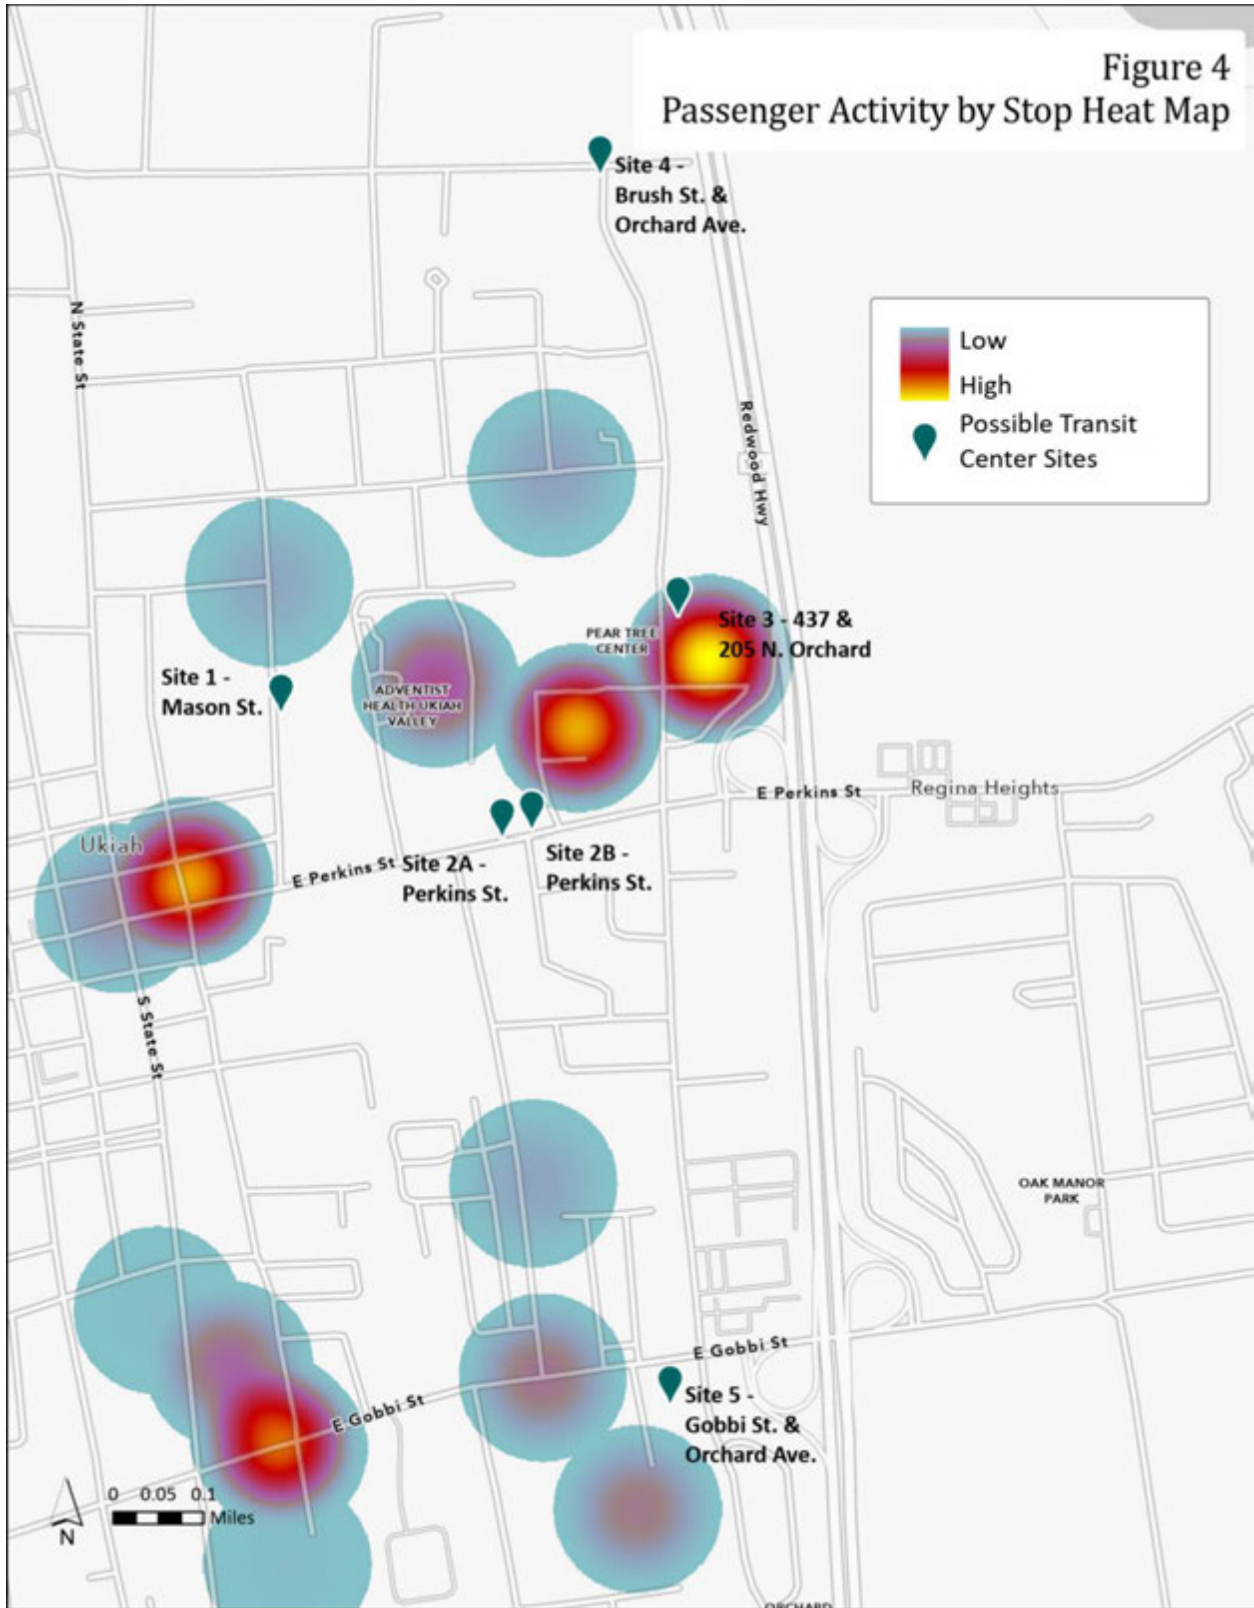 Figure 4
Passenger Activity by Stop Heat Map
Site 4 -
Brush St. &
Orchard Ave.
N State St
Low
High
Possible Transit
Center Sites
Redwood Hwy
PEAR TREE
CENTER
Site 3 - 437 &
205 N. Orchard
Site 1 -
Mason St.
ADVENTIST
HEALTH UKIAH
VALLEY
E Perkins St
Regina Heights
Ukiah
E Perkins St
Site 2A -
Perkins St.
Site 2B -
Perkins St.
S State St
OAK MANOR
PARK
E Gobbi St
Site 5 -
Gobbi St. &
Orchard Ave.
E Gobbi St
0 0.05 0.1
Miles
N
ORCHARD